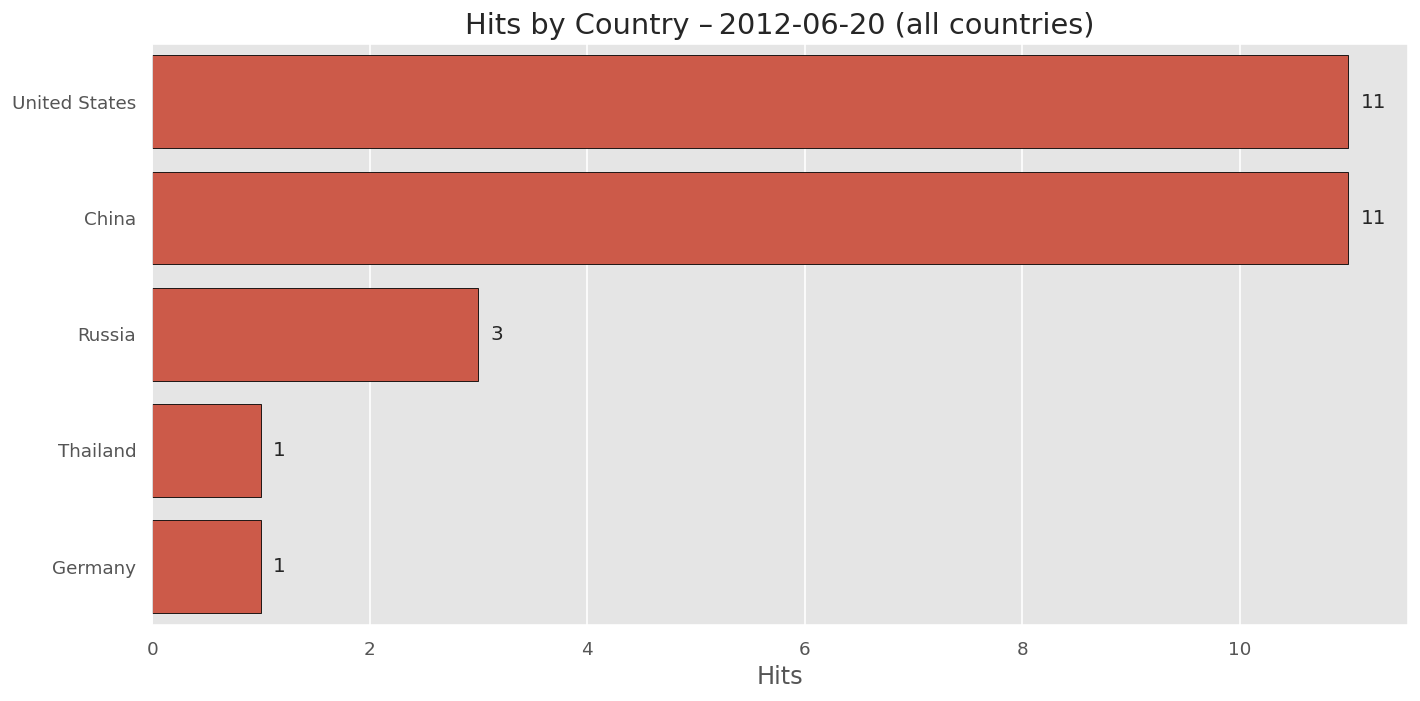 Hits by Country – 2012-06-20 (all countries)
United States 11
China 11
Russia 3
Thailand 1
Germany 1
0 2 4 6 8 10
Hits